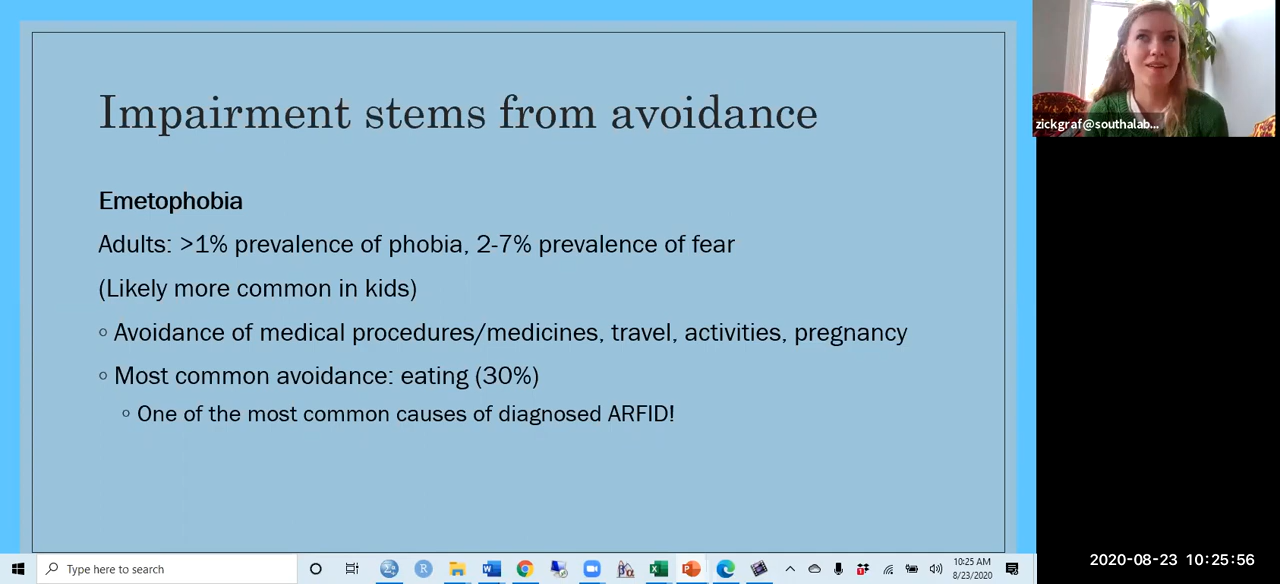 Impairment stems from avoidance
Emetophobia
Adults: >1% prevalence of phobia, 2-7% prevalence of fear
(Likely more common in kids)
◦ Avoidance of medical procedures/medicines, travel, activities, pregnancy
◦ Most common avoidance: eating (30%)
◦ One of the most common causes of diagnosed ARFID!
zickgraf@southalab...
Type here to search
10:25 AM
8/23/2020
2020-08-23 10:25:56